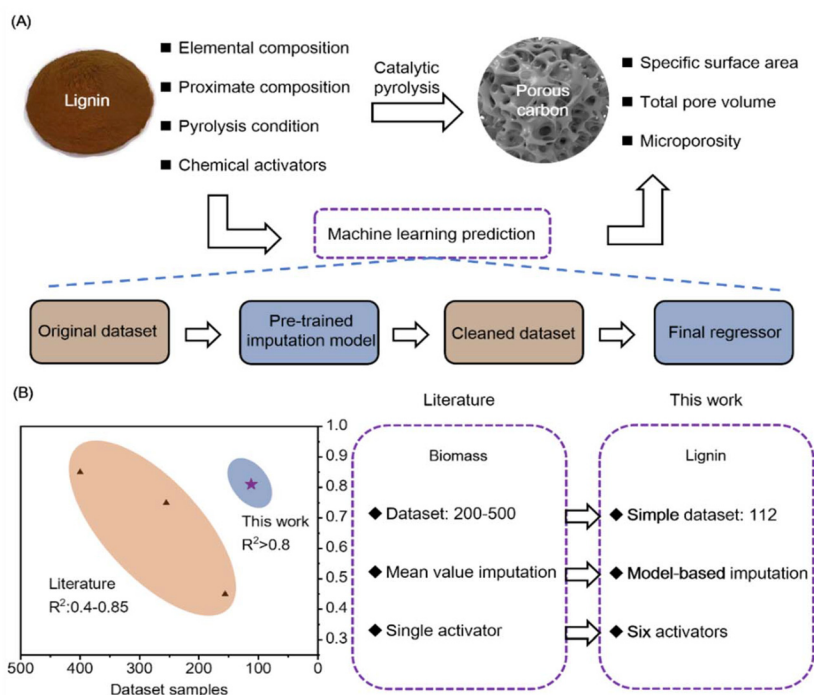 (A)
Lignin
■ Elemental composition
■ Proximate composition
■ Pyrolysis condition
■ Chemical activators
Catalytic
pyrolysis
Porous
carbon
■ Specific surface area
■ Total pore volume
■ Microporosity
Machine learning prediction
Original dataset
Pre-trained
imputation model
Cleaned dataset
Final regressor
(B)
1.0
0.9
0.8
0.7
0.6
0.5
0.4
0.3
This work
R²>0.8
Literature
R²:0.4-0.85
500 400 300 200 100 0
Dataset samples
Literature
Biomass
◆ Dataset: 200-500
◆ Mean value imputation
◆ Single activator
This work
Lignin
◆ Simple dataset: 112
◆ Model-based imputation
◆ Six activators